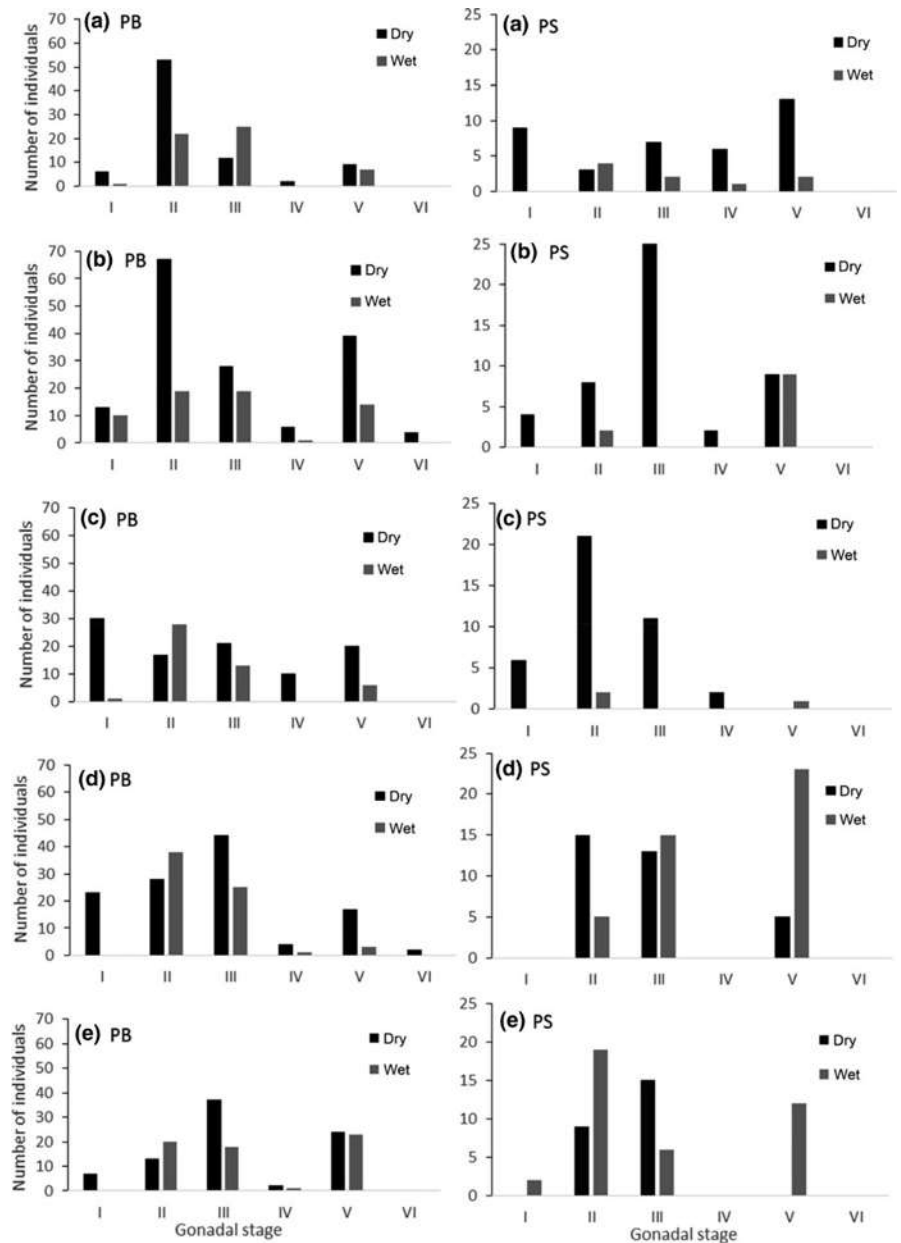 (a) PB
Number of individuals
70
60
50
40
30
20
10
0
Dry
Wet
I II III IV V VI
(a) PS
25
20
15
10
5
0
Dry
Wet
I II III IV V VI
(b) PB
Number of individuals
70
60
50
40
30
20
10
0
Dry
Wet
I II III IV V VI
(b) PS
25
20
15
10
5
0
Dry
Wet
I II III IV V VI
(c) PB
Number of individuals
70
60
50
40
30
20
10
0
Dry
Wet
I II III IV V VI
(c) PS
25
20
15
10
5
0
Dry
Wet
I II III IV V VI
(d) PB
Number of individuals
70
60
50
40
30
20
10
0
Dry
Wet
I II III IV V VI
(d) PS
25
20
15
10
5
0
Dry
Wet
I II III IV V VI
(e) PB
Number of individuals
70
60
50
40
30
20
10
0
Dry
Wet
I II III IV V VI
Gonadal stage
(e) PS
25
20
15
10
5
0
Dry
Wet
I II III IV V VI
Gonadal stage